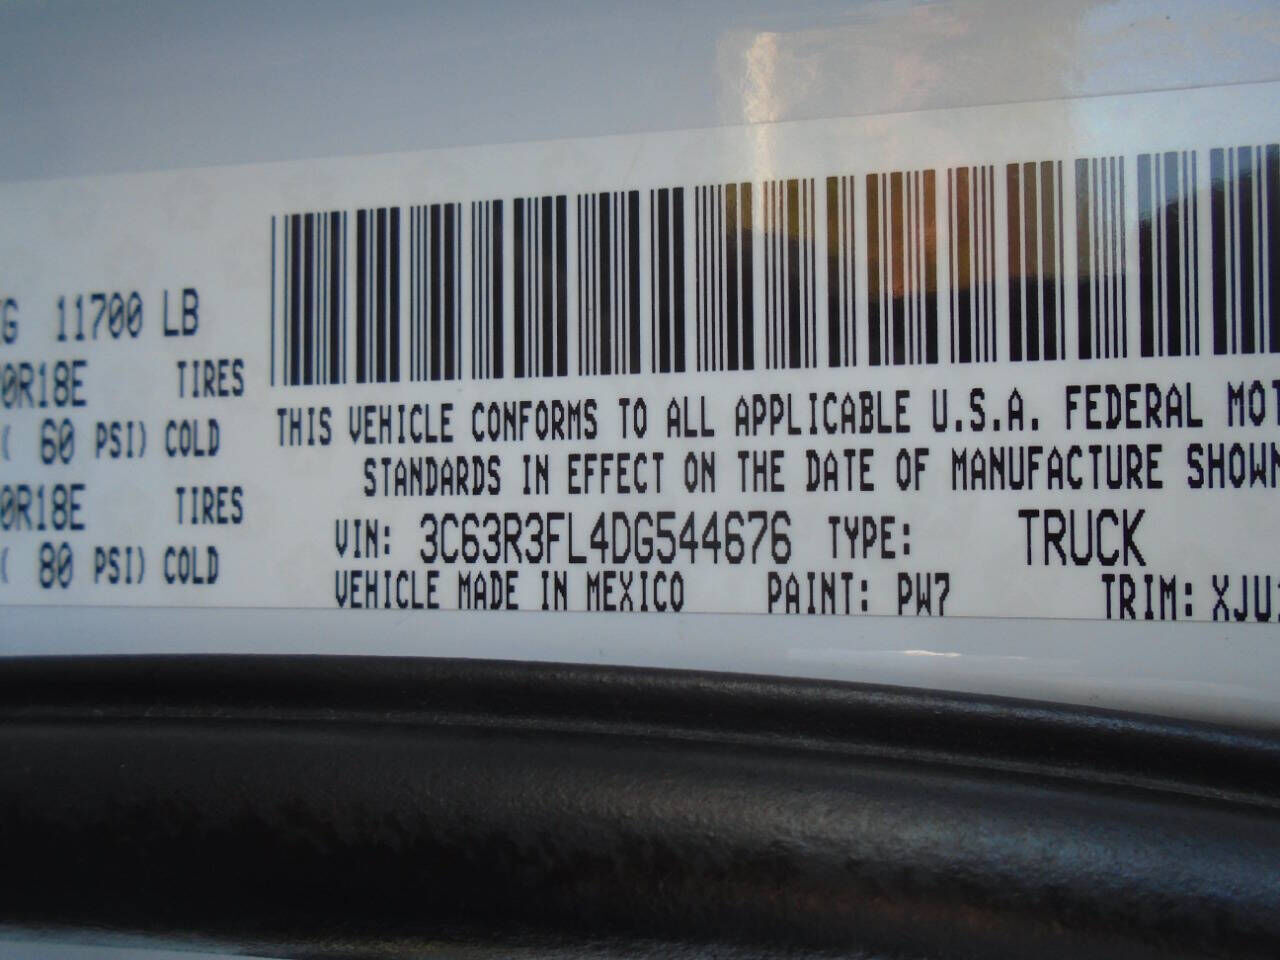 11700 LB
0R18E TIRES
( 60 PSI) COLD
0R18E TIRES
( 80 PSI) COLD
THIS VEHICLE CONFORMS TO ALL APPLICABLE U.S.A. FEDERAL MOT
STANDARDS IN EFFECT ON THE DATE OF MANUFACTURE SHOWN
VIN: 3C63R3FL4DG544676 TYPE: TRUCK
VEHICLE MADE IN MEXICO PAINT: PW7 TRIM: XJU